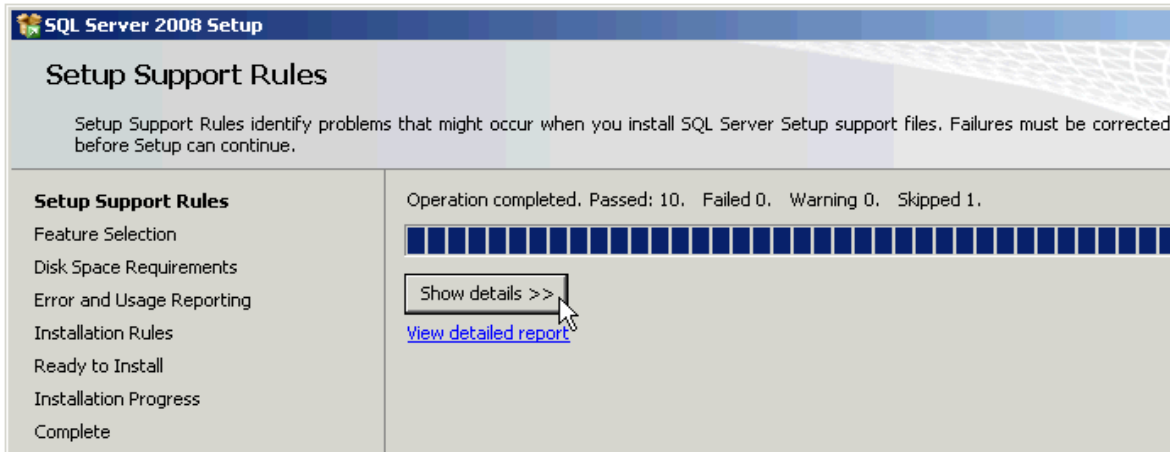 SQL Server 2008 Setup
Setup Support Rules
Setup Support Rules identify problems that might occur when you install SQL Server Setup support files. Failures must be corrected
before Setup can continue.
Setup Support Rules
Feature Selection
Disk Space Requirements
Error and Usage Reporting
Installation Rules
Ready to Install
Installation Progress
Complete
Operation completed. Passed: 10. Failed 0. Warning 0. Skipped 1.
Show details >>
View detailed report